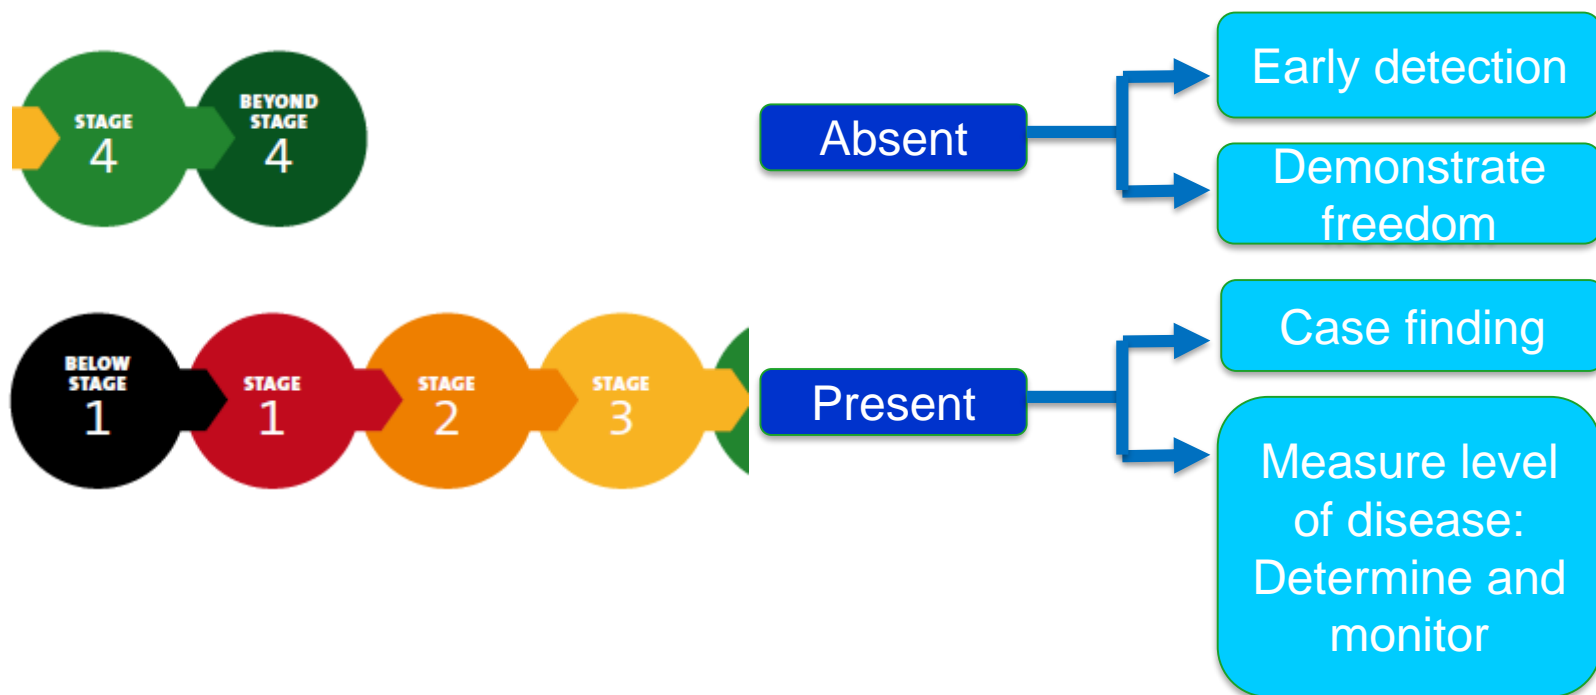 STAGE
4
BEYOND
STAGE
4
Absent
Early detection
Demonstrate
freedom
BELOW
STAGE
1
STAGE
1
STAGE
2
STAGE
3
Present
Case finding
Measure level
of disease:
Determine and
monitor